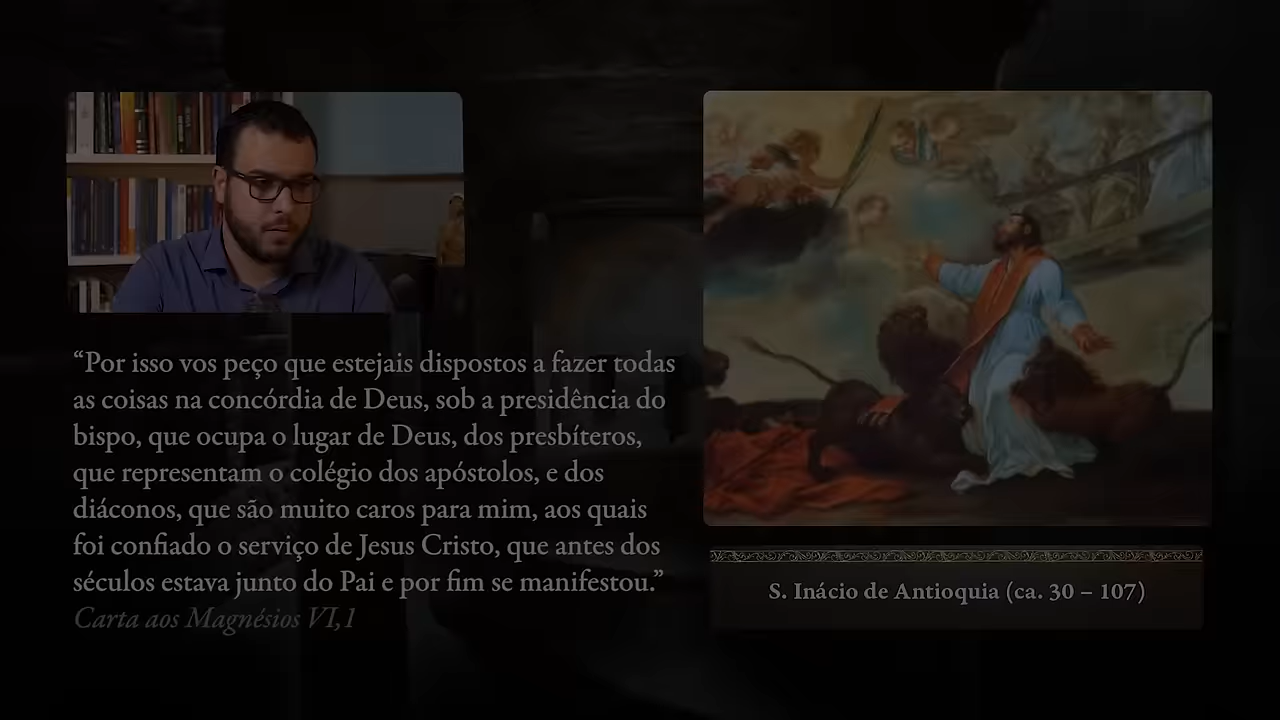 “Por isso vos peço que estejais dispostos a fazer todas
as coisas na concórdia de Deus, sob a presidência do
bispo, que ocupa o lugar de Deus, dos presbíteros,
que representam o colégio dos apóstolos, e dos
diáconos, que são muito caros para mim, aos quais
foi confiado o serviço de Jesus Cristo, que antes dos
séculos estava junto do Pai e por fim se manifestou.”
Carta aos Magnésios VI,1
S. Inácio de Antioquia (ca. 30 – 107)